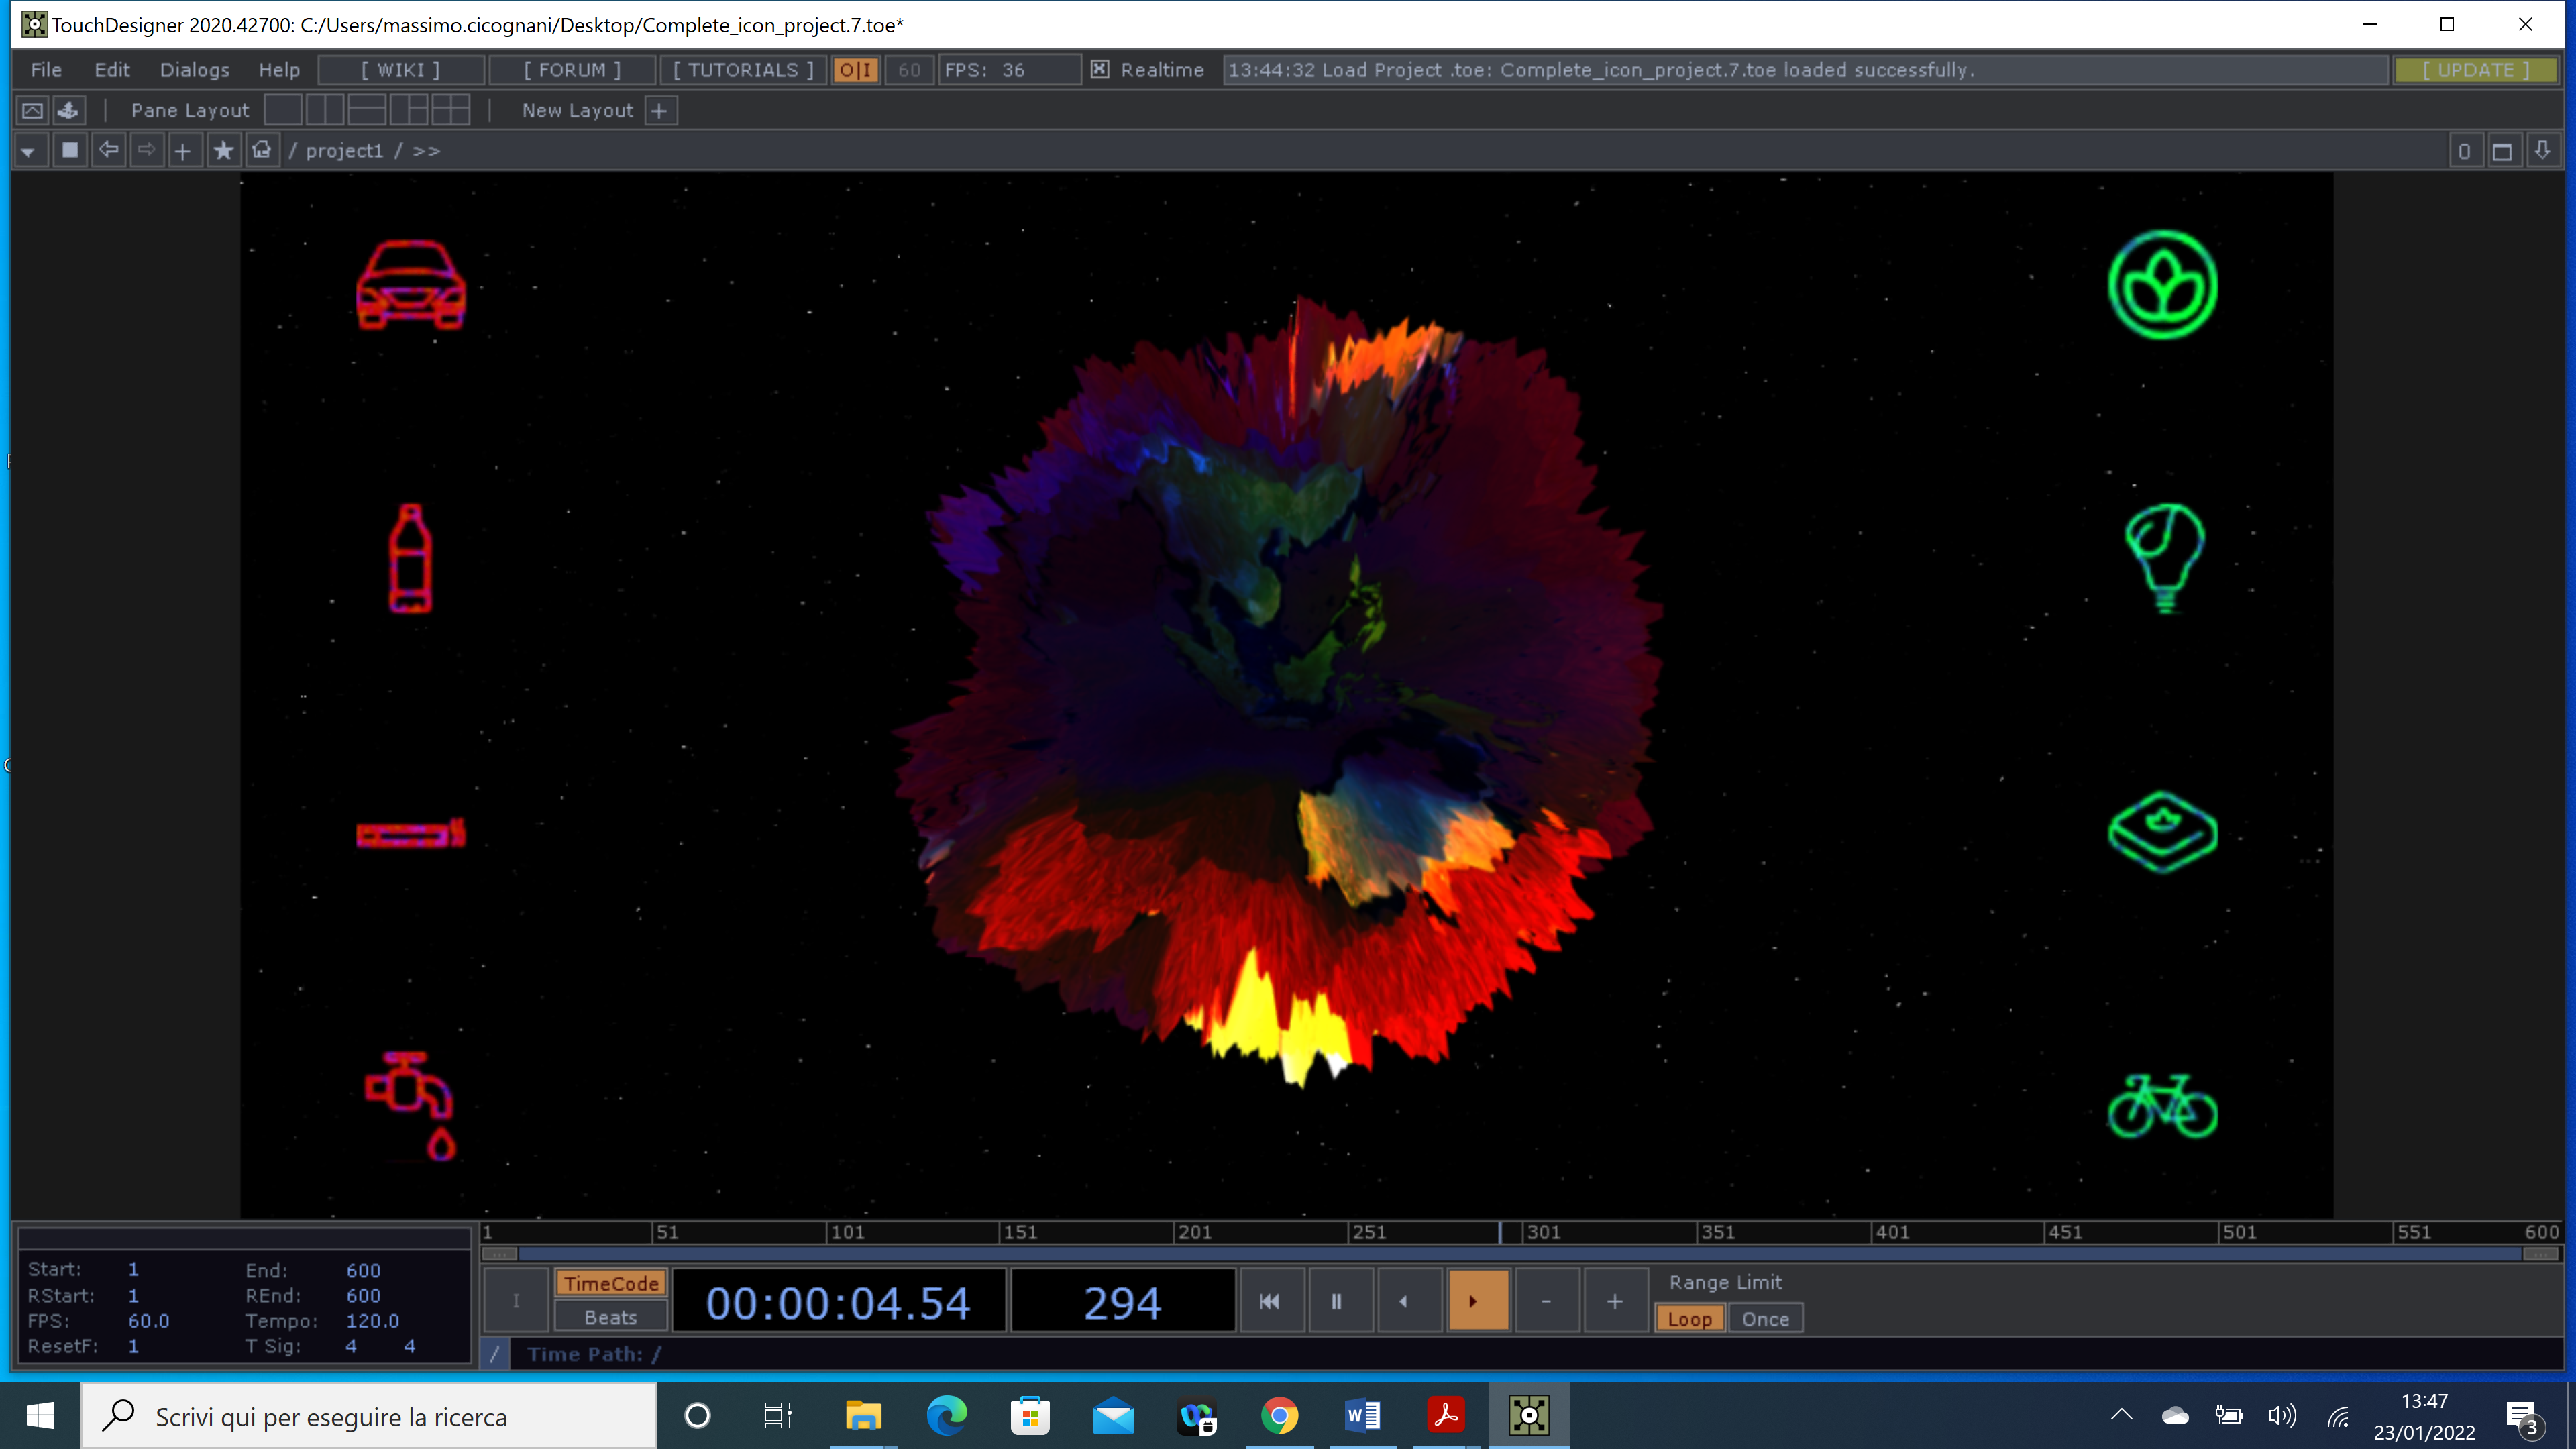 TouchDesigner 2020.42700: C:/Users/massimo.cicognani/Desktop/Complete_icon_project.7.toe*
File Edit Dialogs Help [ WIKI ] [ FORUM ] [ TUTORIALS ] O|I 60 FPS: 36 Realtime 13:44:32 Load Project .toe: Complete_icon_project.7.toe loaded successfully. [ UPDATE ]
Pane Layout New Layout +
/ project1 / >> 0
1 51 101 151 201 251 301 351 401 451 501 551 600
Start: 1 End: 600
RStart: 1 REnd: 600
FPS: 60.0 Tempo: 120.0
ResetF: 1 T Sig: 4 4
I TimeCode 00:00:04.54 294 - + Range Limit
Beats Loop Once
/ Time Path: /
Scrivi qui per eseguire la ricerca
13:47
23/01/2022
3